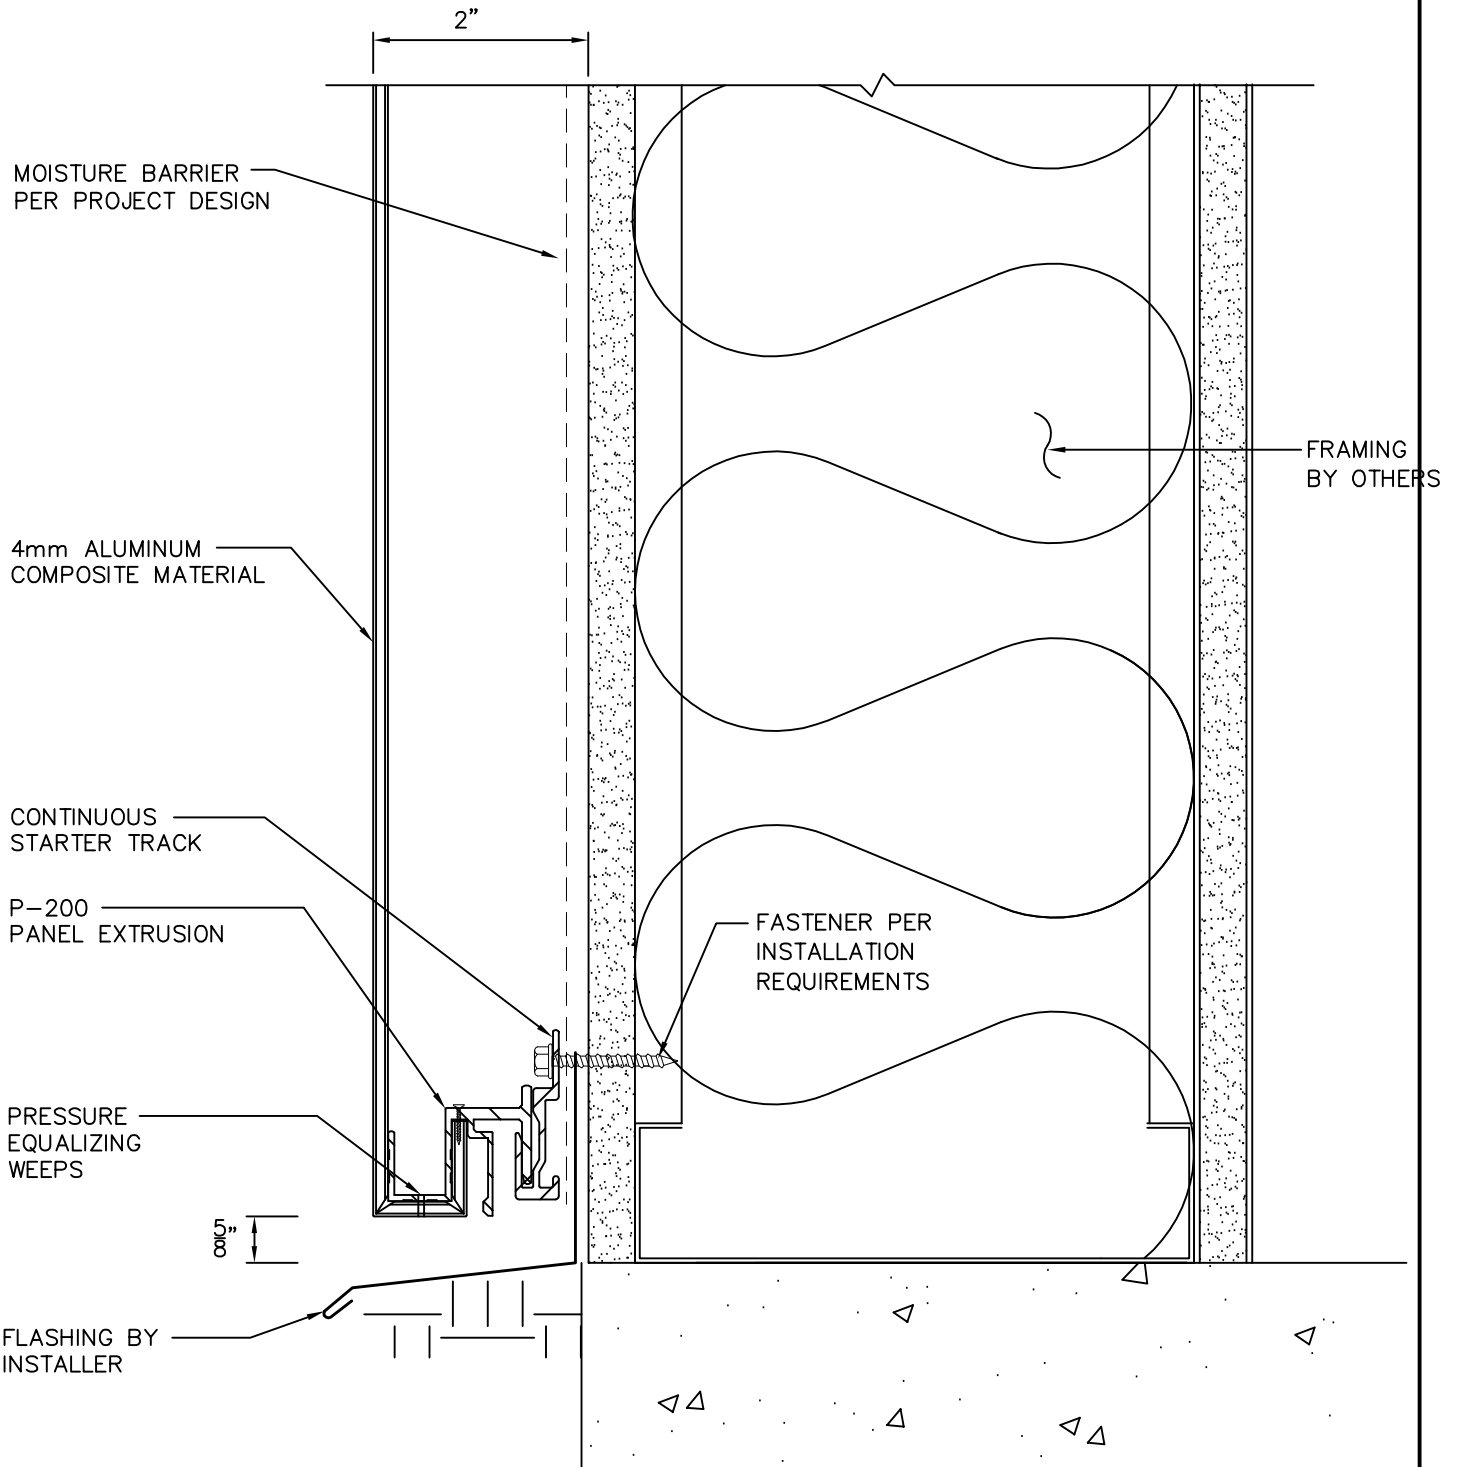 2"
MOISTURE BARRIER
PER PROJECT DESIGN
FRAMING
BY OTHERS
4mm ALUMINUM
COMPOSITE MATERIAL
CONTINUOUS
STARTER TRACK
P-200
PANEL EXTRUSION
FASTENER PER
INSTALLATION
REQUIREMENTS
PRESSURE
EQUALIZING
WEEPS
5/8"
FLASHING BY
INSTALLER